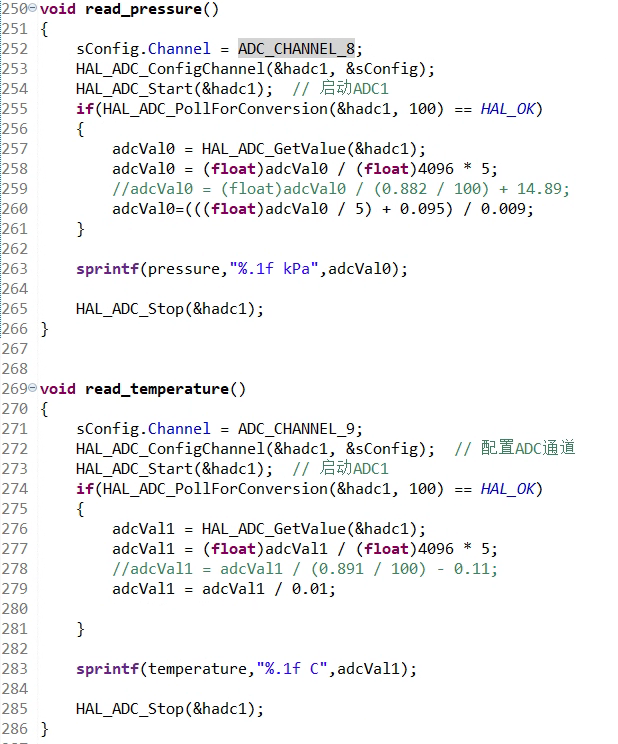 250 void read_pressure()
251 {
252 sConfig.Channel = ADC_CHANNEL_8;
253 HAL_ADC_ConfigChannel(&hadc1, &sConfig);
254 HAL_ADC_Start(&hadc1); // 启动ADC1
255 if(HAL_ADC_PollForConversion(&hadc1, 100) == HAL_OK)
256 {
257 adcVal0 = HAL_ADC_GetValue(&hadc1);
258 adcVal0 = (float)adcVal0 / (float)4096 * 5;
259 //adcVal0 = (float)adcVal0 / (0.882 / 100) + 14.89;
260 adcVal0=(((float)adcVal0 / 5) + 0.095) / 0.009;
261 }
262
263 sprintf(pressure,"%.1f kPa",adcVal0);
264
265 HAL_ADC_Stop(&hadc1);
266 }
267
268
269 void read_temperature()
270 {
271 sConfig.Channel = ADC_CHANNEL_9;
272 HAL_ADC_ConfigChannel(&hadc1, &sConfig); // 配置ADC通道
273 HAL_ADC_Start(&hadc1); // 启动ADC1
274 if(HAL_ADC_PollForConversion(&hadc1, 100) == HAL_OK)
275 {
276 adcVal1 = HAL_ADC_GetValue(&hadc1);
277 adcVal1 = (float)adcVal1 / (float)4096 * 5;
278 //adcVal1 = adcVal1 / (0.891 / 100) - 0.11;
279 adcVal1 = adcVal1 / 0.01;
280
281 }
282
283 sprintf(temperature,"%.1f C",adcVal1);
284
285 HAL_ADC_Stop(&hadc1);
286 }